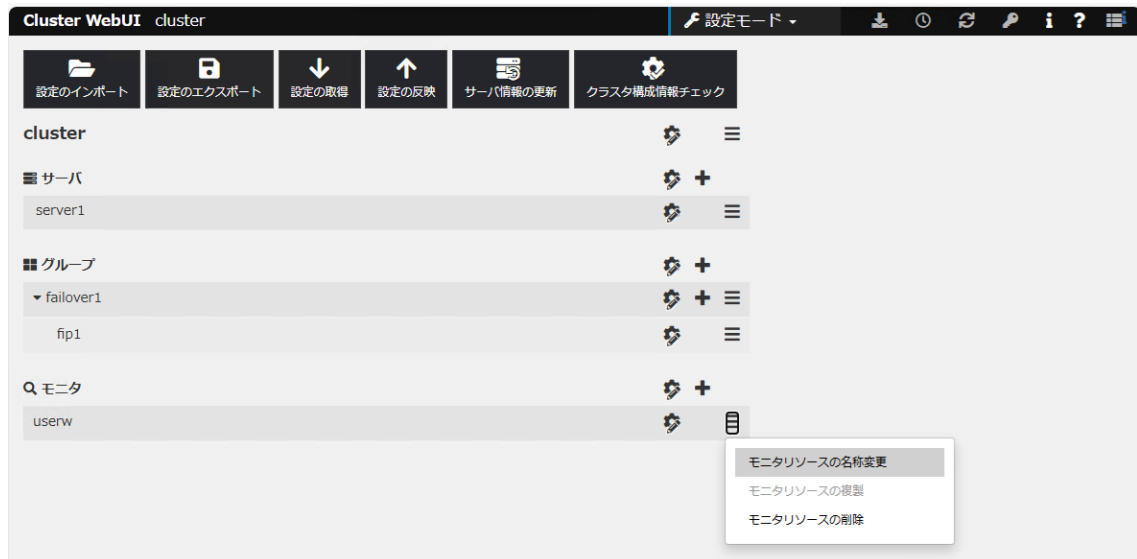 Cluster WebUI cluster 設定モード
設定のインポート 設定のエクスポート 設定の取得 設定の反映 サーバ情報の更新 クラスタ構成情報チェック
cluster
サーバ
server1
グループ
failover1
fip1
モニタ
userw
モニタリソースの名称変更
モニタリソースの複製
モニタリソースの削除